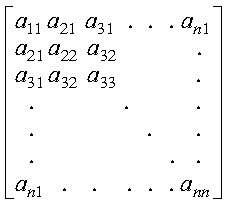 a₁₁ a₂₁ a₃₁ . . . aₙ₁
a₂₁ a₂₂ a₃₂ .
a₃₁ a₃₂ a₃₃ .
. . .
. . .
. . .
aₙ₁ . . . . . aₙₙ